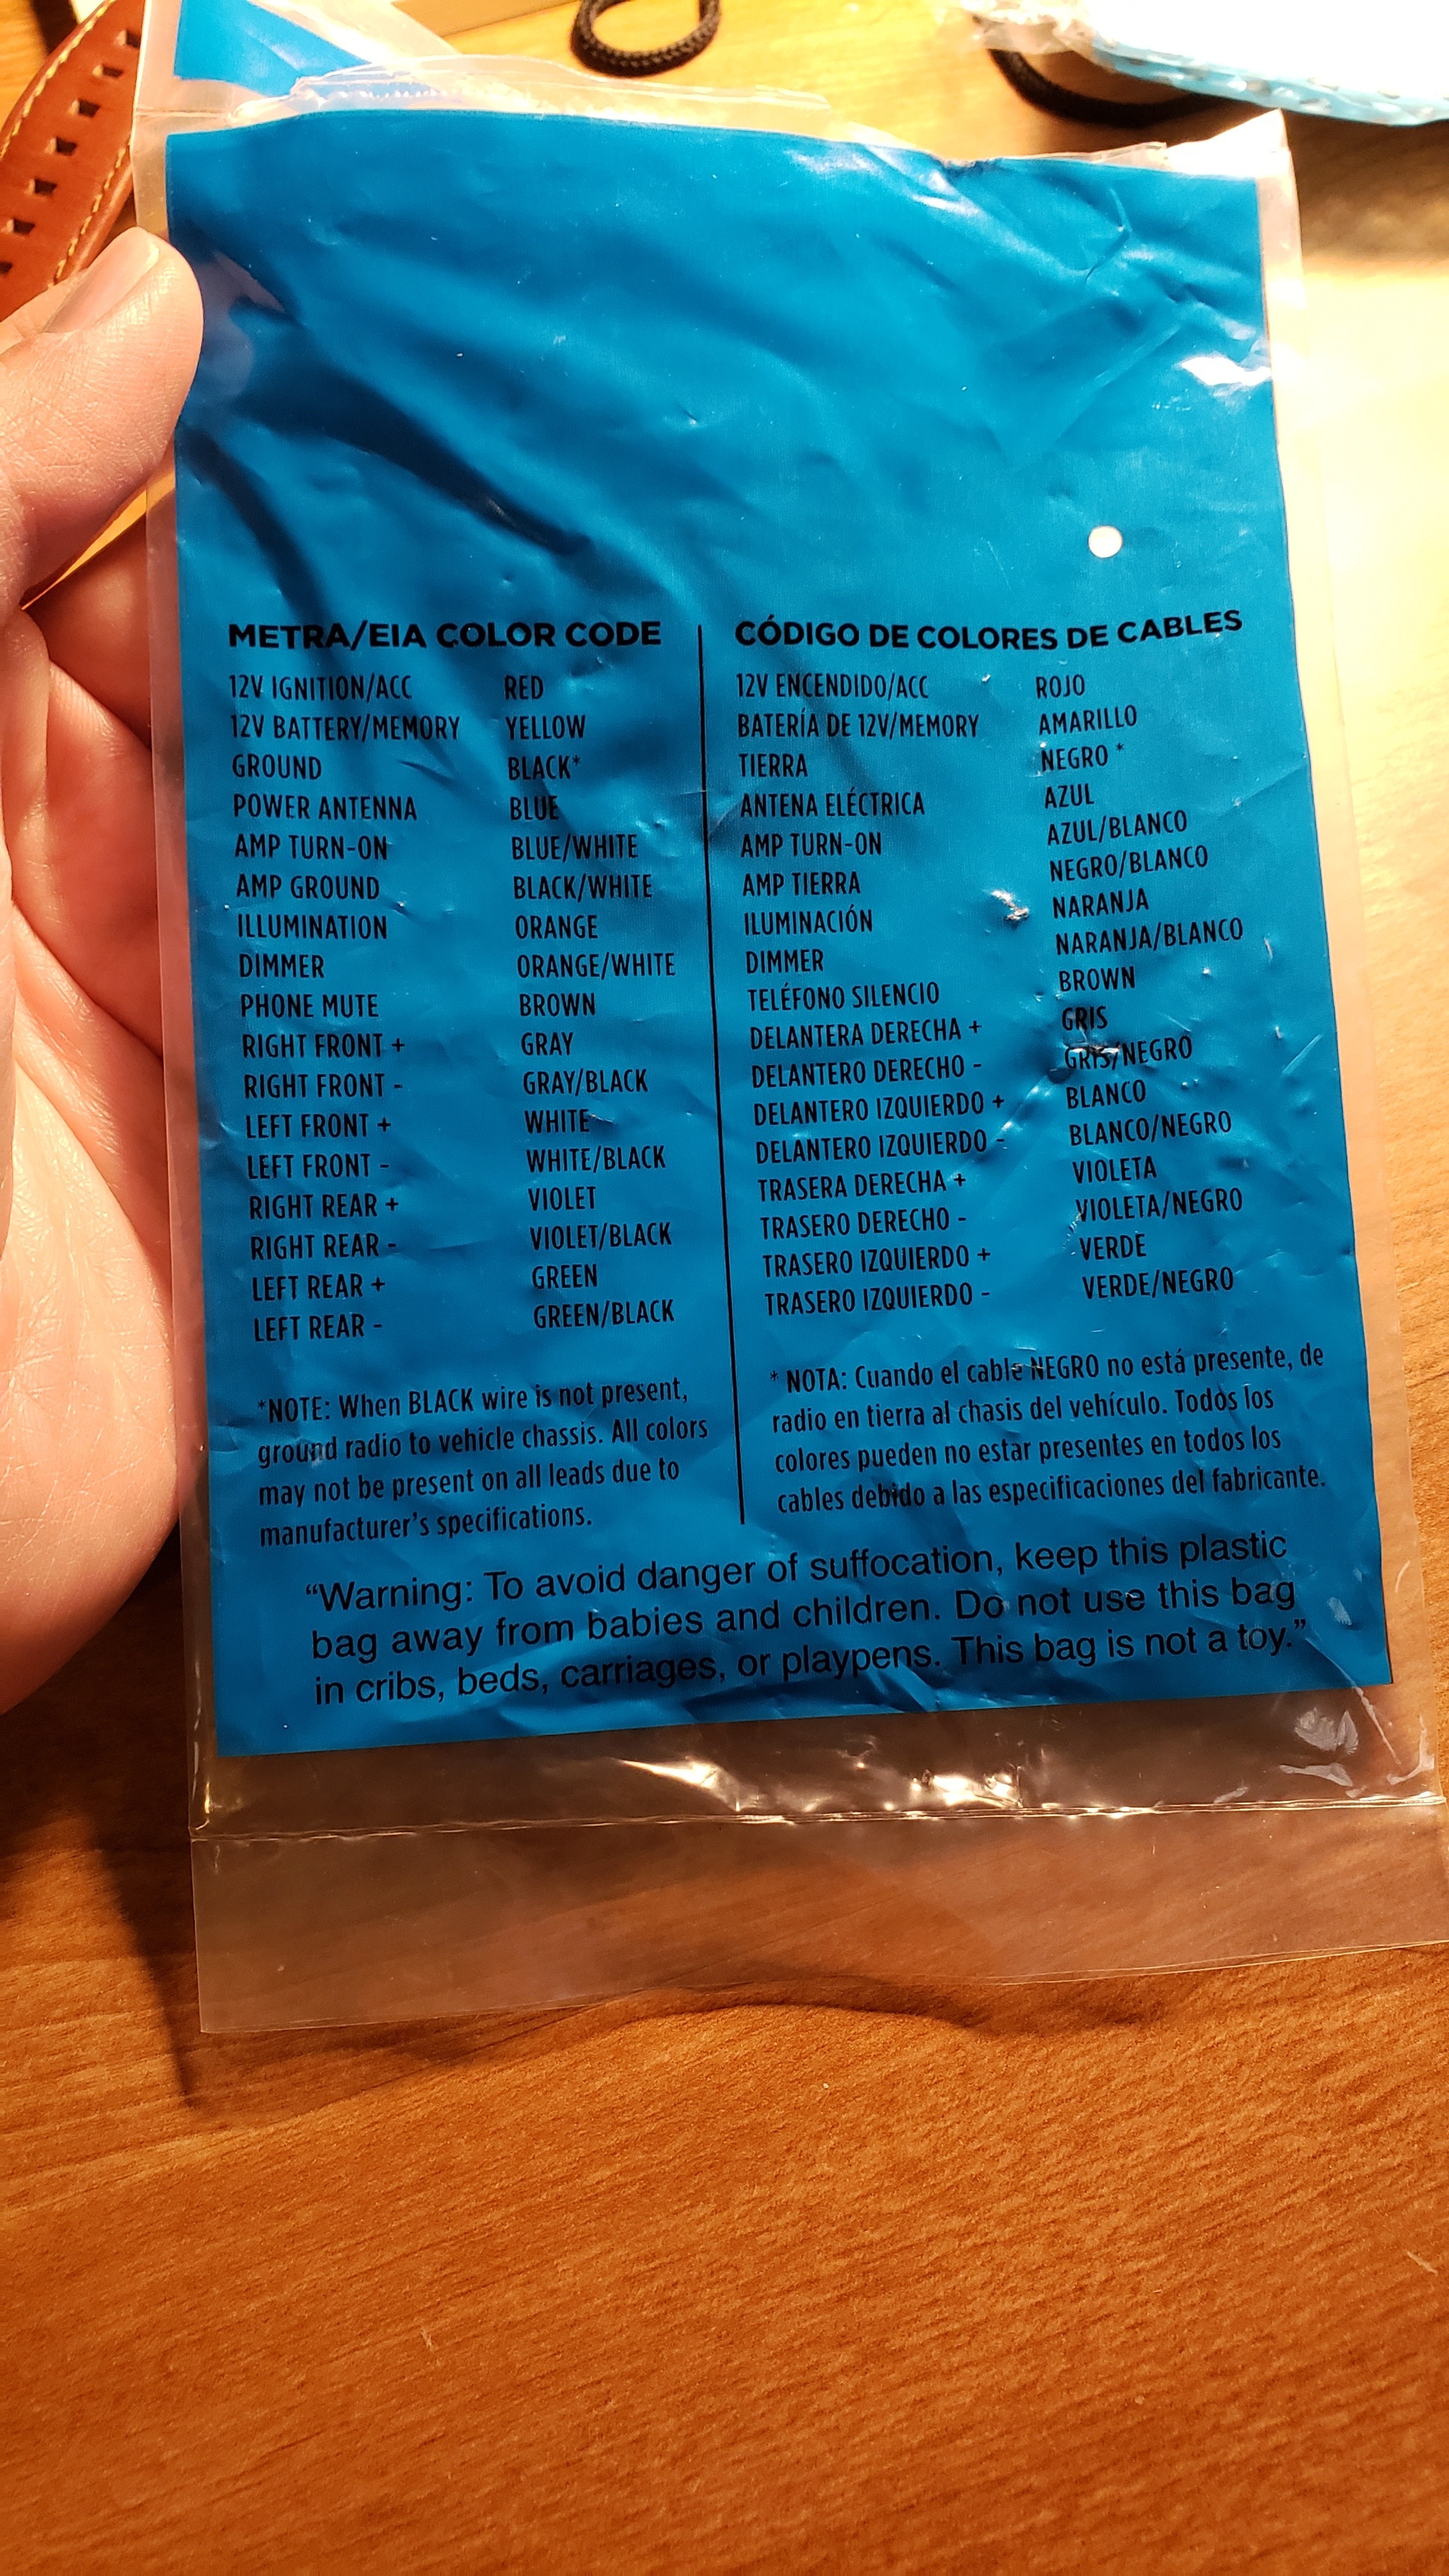 METRA/EIA COLOR CODE
12V IGNITION/ACC RED
12V BATTERY/MEMORY YELLOW
GROUND BLACK*
POWER ANTENNA BLUE
AMP TURN-ON BLUE/WHITE
AMP GROUND BLACK/WHITE
ILLUMINATION ORANGE
DIMMER ORANGE/WHITE
PHONE MUTE BROWN
RIGHT FRONT + GRAY
RIGHT FRONT - GRAY/BLACK
LEFT FRONT + WHITE
LEFT FRONT - WHITE/BLACK
RIGHT REAR + VIOLET
RIGHT REAR - VIOLET/BLACK
LEFT REAR + GREEN
LEFT REAR - GREEN/BLACK
*NOTE: When BLACK wire is not present,
ground radio to vehicle chassis. All colors
may not be present on all leads due to
manufacturer's specifications.
CÓDIGO DE COLORES DE CABLES
12V ENCENDIDO/ACC ROJO
BATERÍA DE 12V/MEMORY AMARILLO
TIERRA NEGRO *
ANTENA ELÉCTRICA AZUL
AMP TURN-ON AZUL/BLANCO
AMP TIERRA NEGRO/BLANCO
ILUMINACIÓN NARANJA
DIMMER NARANJA/BLANCO
TELÉFONO SILENCIO BROWN
DELANTERA DERECHA + GRIS
DELANTERO DERECHO - GRIS/NEGRO
DELANTERO IZQUIERDO + BLANCO
DELANTERO IZQUIERDO - BLANCO/NEGRO
TRASERA DERECHA + VIOLETA
TRASERO DERECHO - VIOLETA/NEGRO
TRASERO IZQUIERDO + VERDE
TRASERO IZQUIERDO - VERDE/NEGRO
* NOTA: Cuando el cable NEGRO no está presente, de
radio en tierra al chasis del vehículo. Todos los
colores pueden no estar presentes en todos los
cables debido a las especificaciones del fabricante.
“Warning: To avoid danger of suffocation, keep this plastic
bag away from babies and children. Do not use this bag
in cribs, beds, carriages, or playpens. This bag is not a toy.”